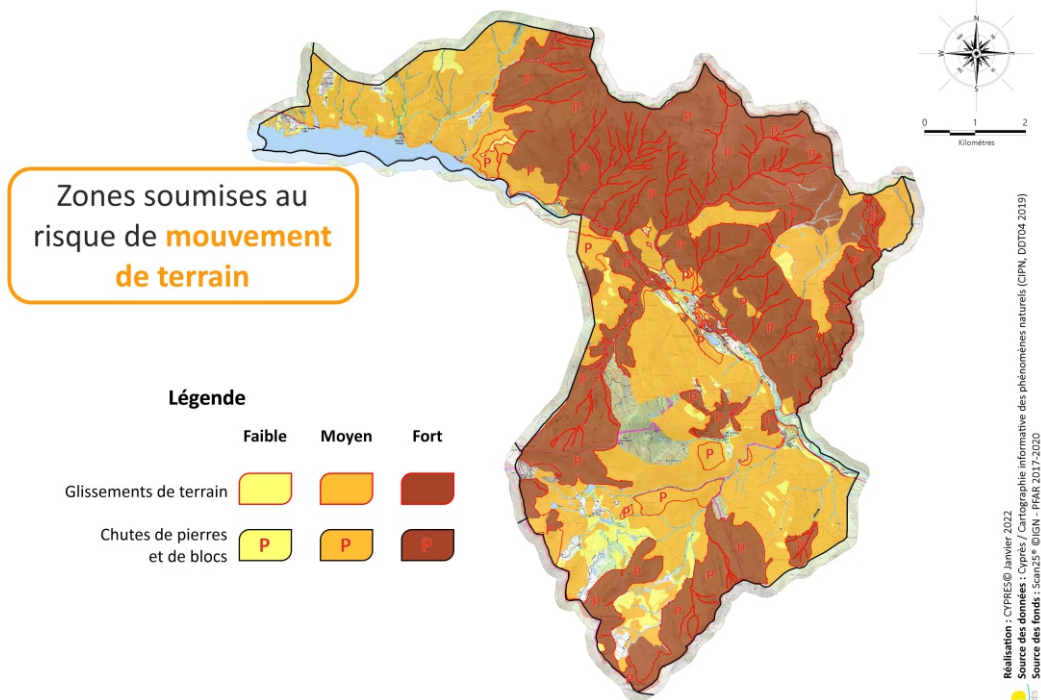 N
W
S
0 1 2
Kilomètres
Zones soumises au
risque de mouvement
de terrain
Légende
Faible Moyen Fort
Glissements de terrain
Chutes de pierres
et de blocs
P P P
Réalisation : CYPRES© Janvier 2022
Source des données : Cyprès / Cartographie informative des phénomènes naturels (CIPN, DDT04 2019)
Source des fonds : Scan25® ©IGN - PFAR 2017-2020